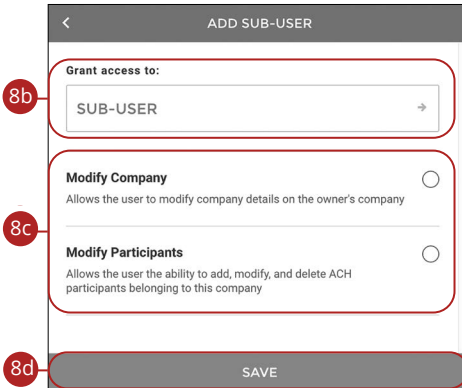 ADD SUB-USER
Grant access to:
8b
SUB-USER
Modify Company
Allows the user to modify company details on the owner's company
8c
Modify Participants
Allows the user the ability to add, modify, and delete ACH
participants belonging to this company
8d
SAVE